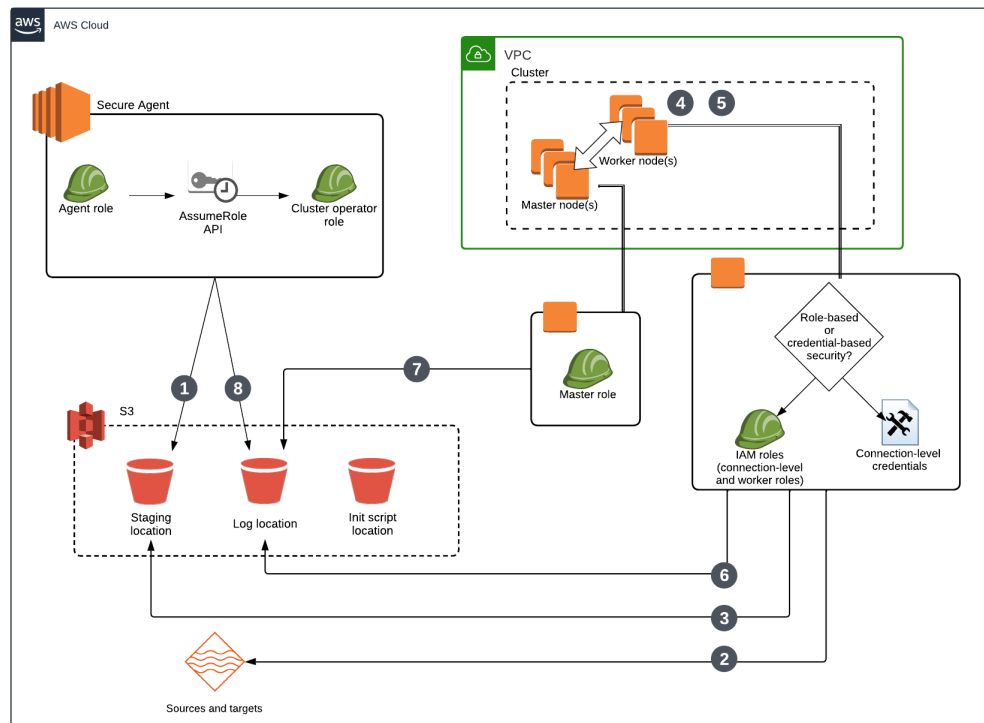 aws
AWS Cloud
VPC
Cluster
Secure Agent
4
5
Worker node(s)
Master node(s)
Agent role
AssumeRole
API
Cluster operator
role
Role-based
or
credential-based
security?
7
Master role
1
8
S3
IAM roles
(connection-level
and worker roles)
Connection-level
credentials
Staging
location
Log location
Init script
location
6
3
2
Sources and targets